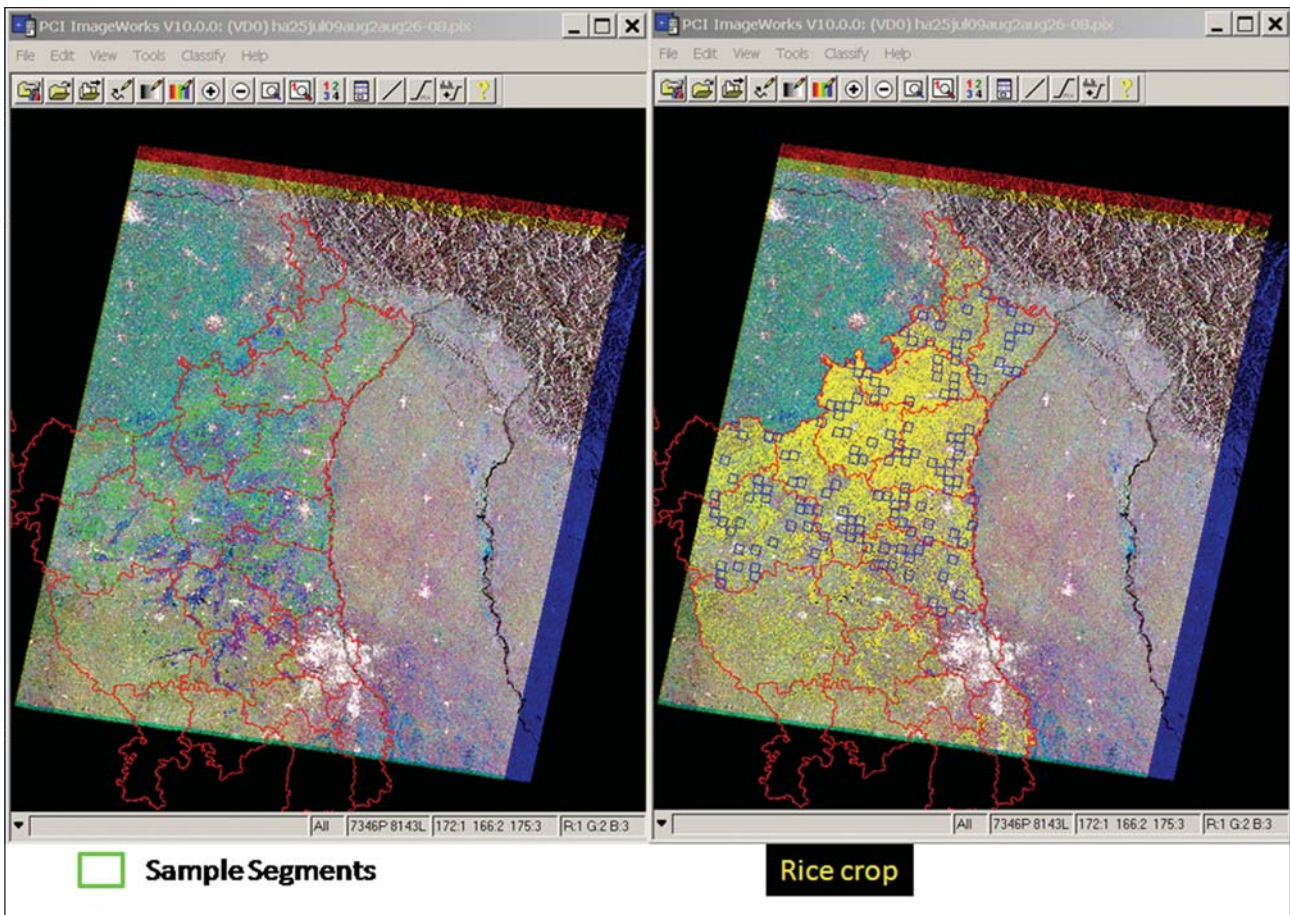 PCI ImageWorks V10.0.0: (VD0) ha25jul09aug2aug26-08.pix
File Edit View Tools Classify Help
All 7346P 8143L 172:1 166:2 175:3 R:1 G:2 B:3
PCI ImageWorks V10.0.0: (VD0) ha25jul09aug2aug26-08.pix
File Edit View Tools Classify Help
All 7346P 8143L 172:1 166:2 175:3 R:1 G:2 B:3
Sample Segments
Rice crop